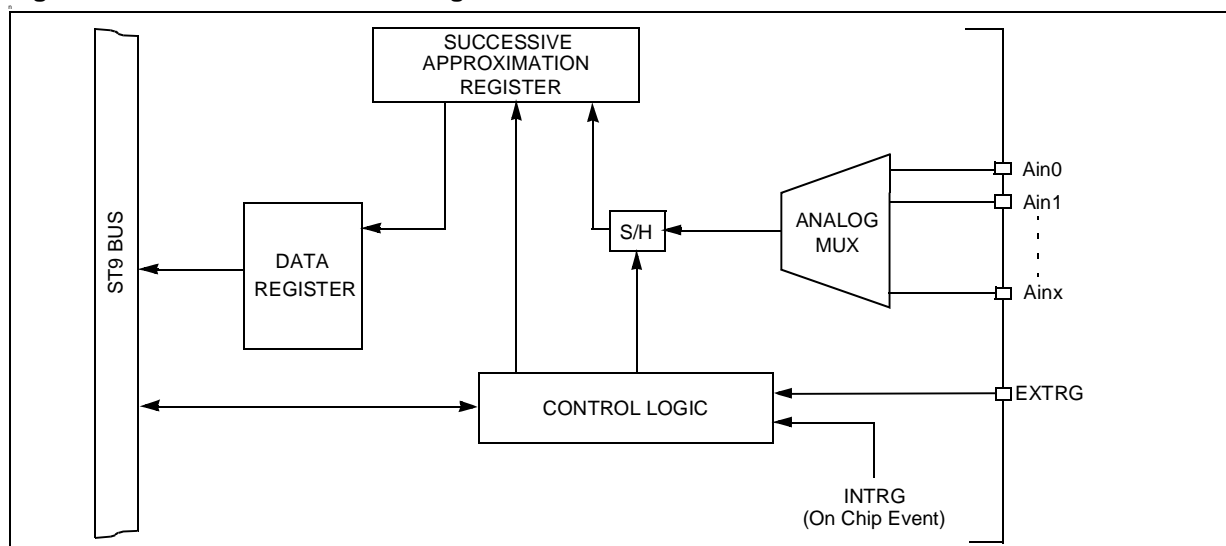 SUCCESSIVE
APPROXIMATION
REGISTER
Ain0
Ain1
ANALOG
MUX
S/H
ST9 BUS
DATA
REGISTER
Ainx
EXTRG
CONTROL LOGIC
INTRG
(On Chip Event)